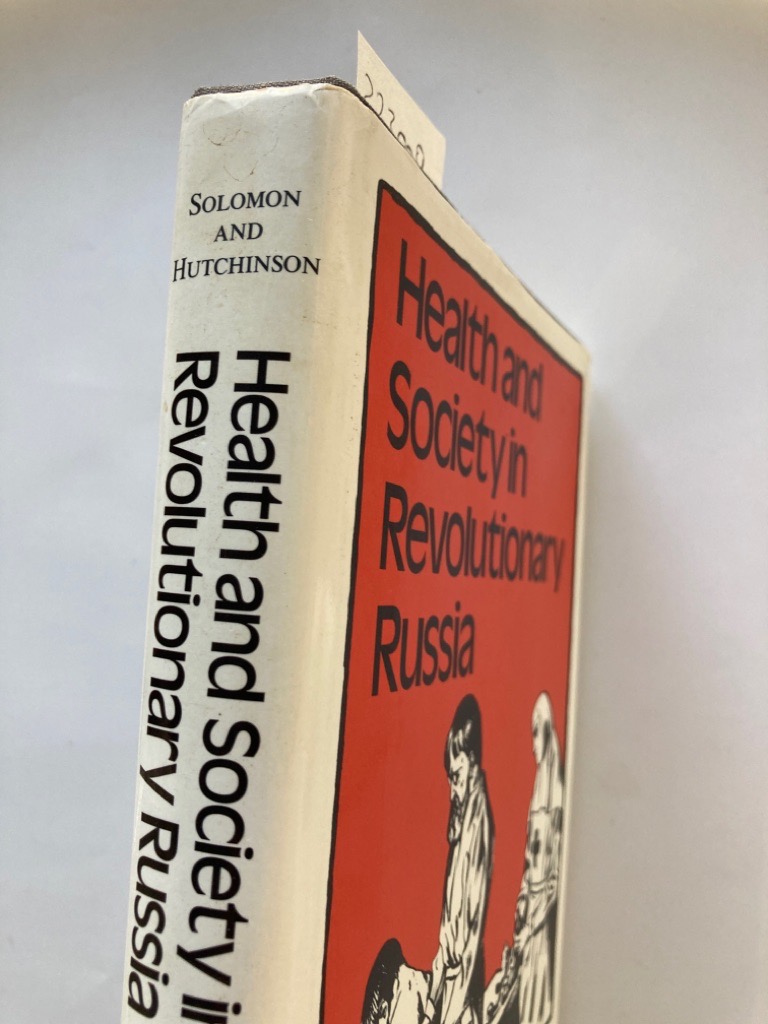 SOLOMON
AND
HUTCHINSON
Health and Society in
Revolutionary Russia
Health and
Society in
Revolutionary
Russia